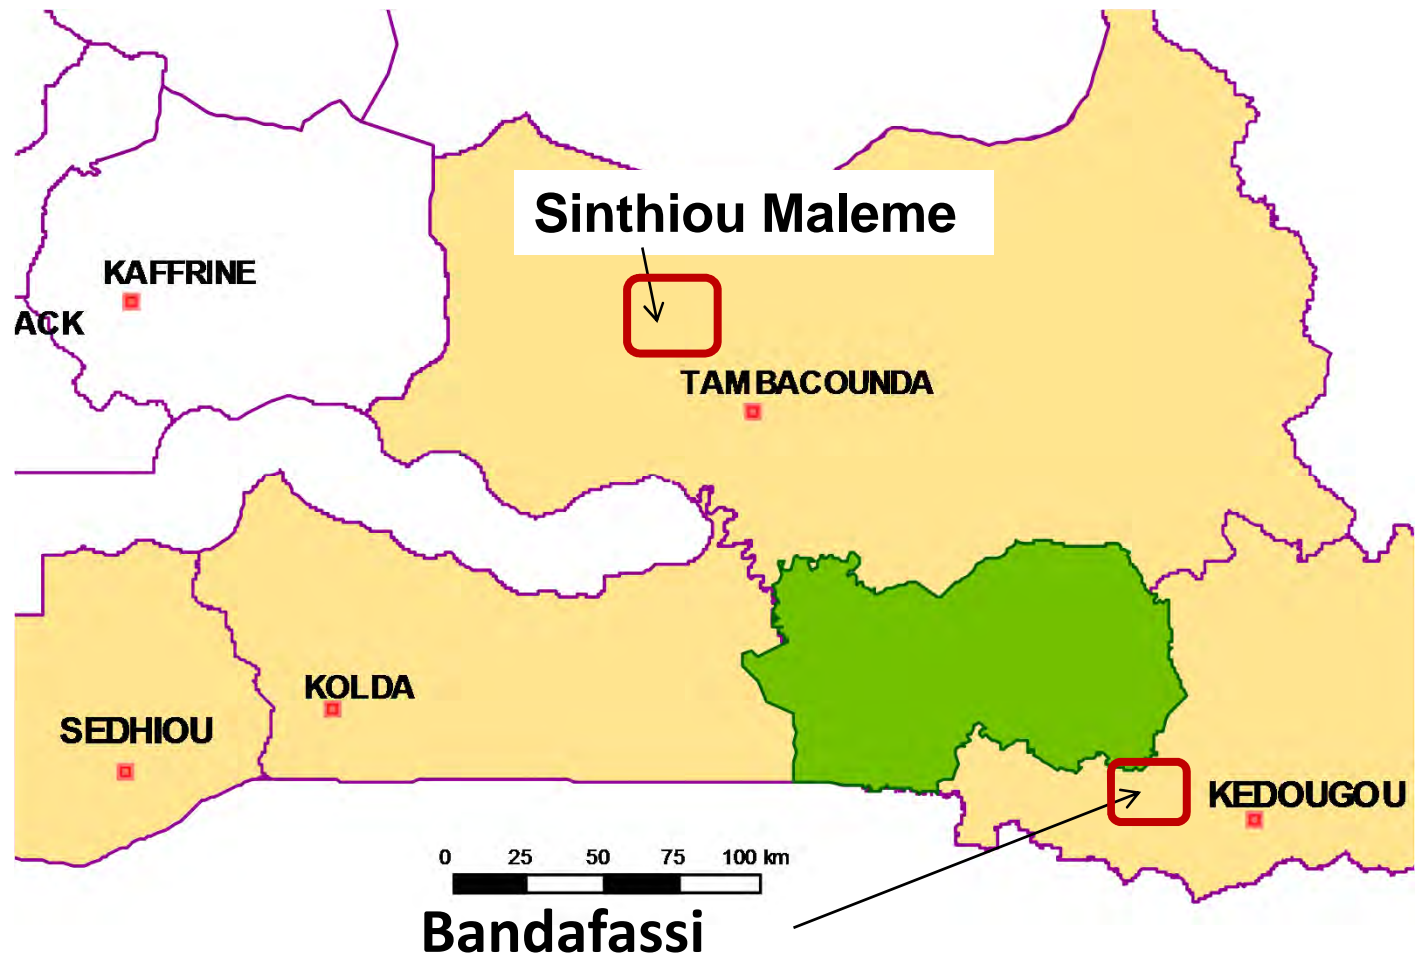 Sinthiou Maleme
KAFFRINE
ACK
TAMBACOUNDA
KOLDA
SEDHIOU
KEDOUGOU
0 25 50 75 100 km
Bandafassi